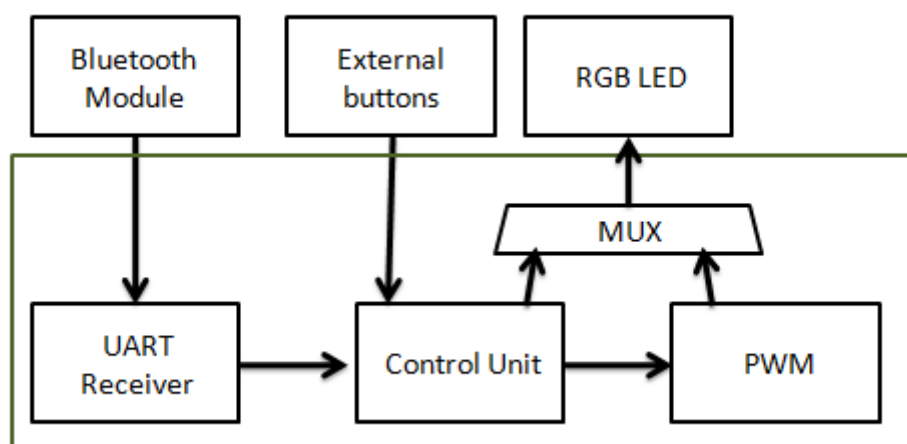 Bluetooth
Module
External
buttons
RGB LED
MUX
UART
Receiver
Control Unit
PWM